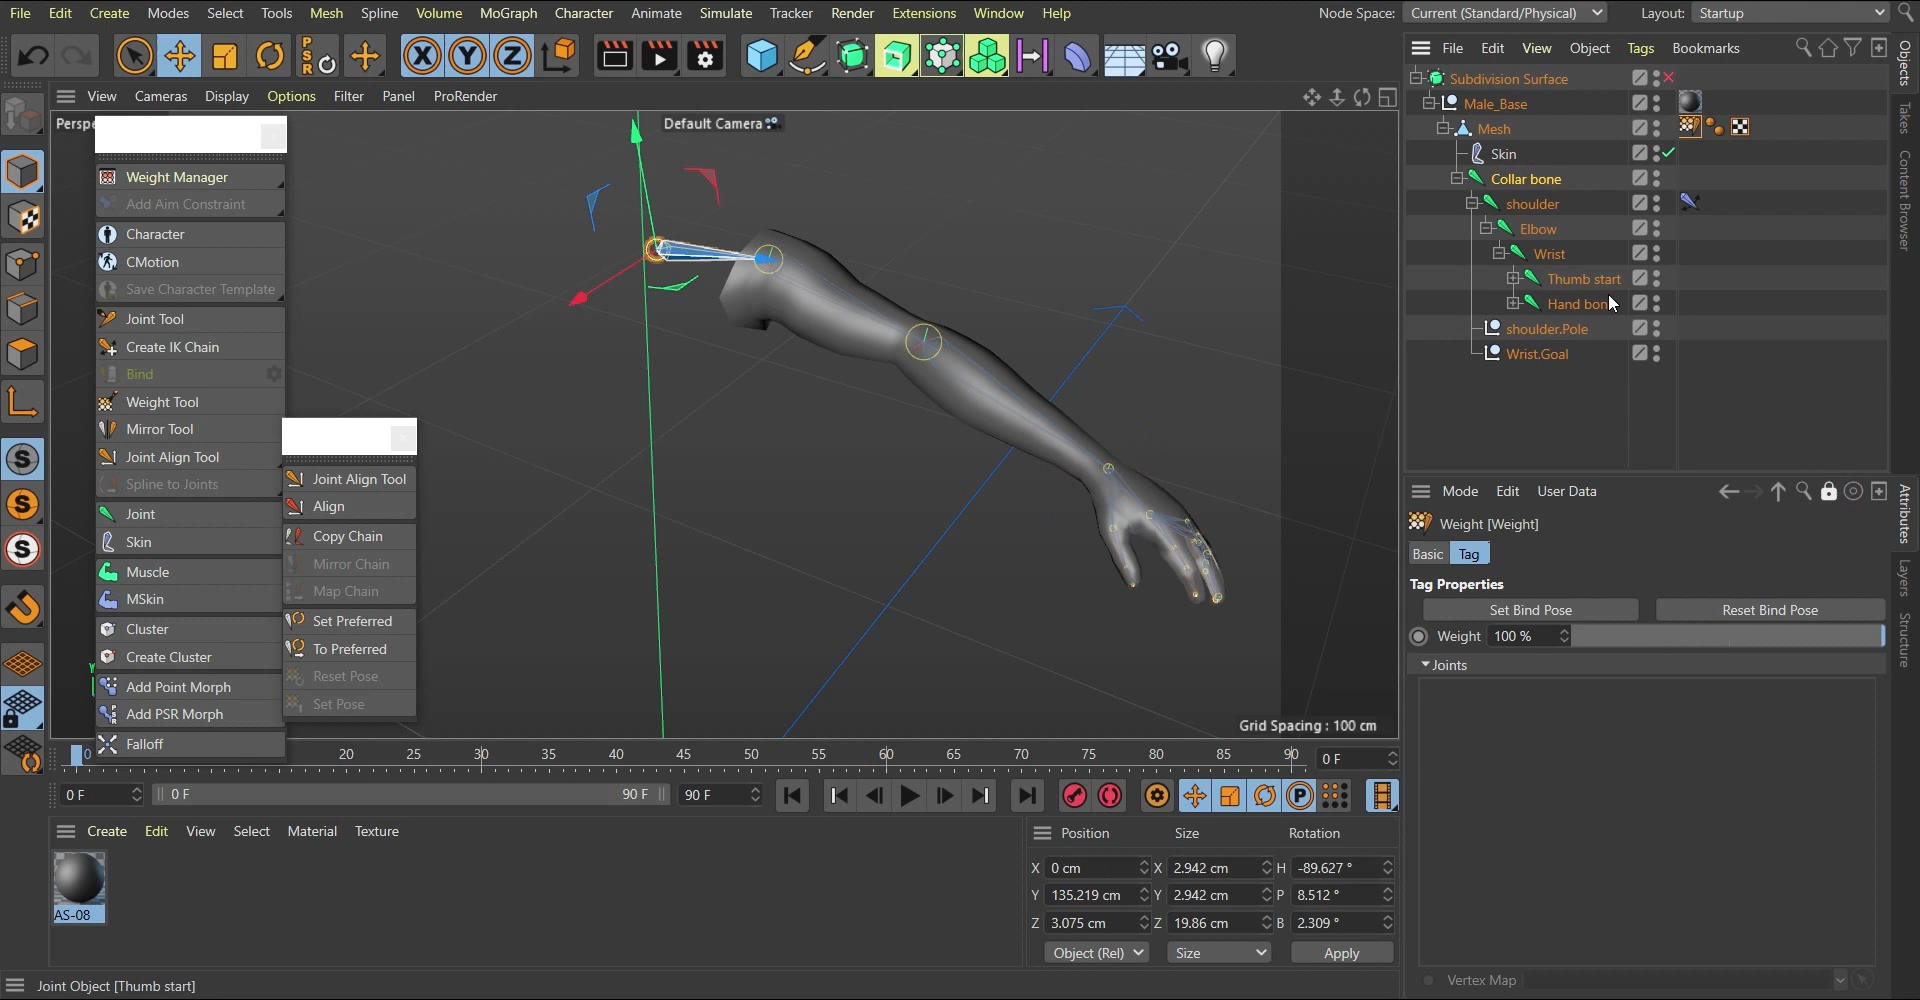 File Edit Create Modes Select Tools Mesh Spline Volume MoGraph Character Animate Simulate Tracker Render Extensions Window Help Node Space: Current (Standard/Physical) Layout: Startup
P
S
R
X Y Z
File Edit View Object Tags Bookmarks
View Cameras Display Options Filter Panel ProRender
Perspe
Default Camera
Weight Manager
Add Aim Constraint
Character
CMotion
Save Character Template
Joint Tool
Create IK Chain
Bind
Weight Tool
Mirror Tool
Joint Align Tool
Spline to Joints
Joint
Skin
Muscle
MSkin
Cluster
Create Cluster
Add Point Morph
Add PSR Morph
Falloff
Joint Align Tool
Align
Copy Chain
Mirror Chain
Map Chain
Set Preferred
To Preferred
Reset Pose
Set Pose
S
S
S
Y
Grid Spacing : 100 cm
Subdivision Surface
Male_Base
Mesh
Skin
Collar bone
shoulder
Elbow
Wrist
Thumb start
Hand bon
shoulder.Pole
Wrist.Goal
Objects
Takes
Content Browser
Attributes
Layers
Structure
Mode Edit User Data
Weight [Weight]
Basic Tag
Tag Properties
Set Bind Pose Reset Bind Pose
Weight 100 %
Joints
Vertex Map
0 20 25 30 35 40 45 50 55 60 65 70 75 80 85 90 0 F
0 F 0 F 90 F 90 F
P
Create Edit View Select Material Texture
AS-08
Position Size Rotation
X 0 cm X 2.942 cm H -89.627 °
Y 135.219 cm Y 2.942 cm P 8.512 °
Z 3.075 cm Z 19.86 cm B 2.309 °
Object (Rel) Size Apply
Joint Object [Thumb start]